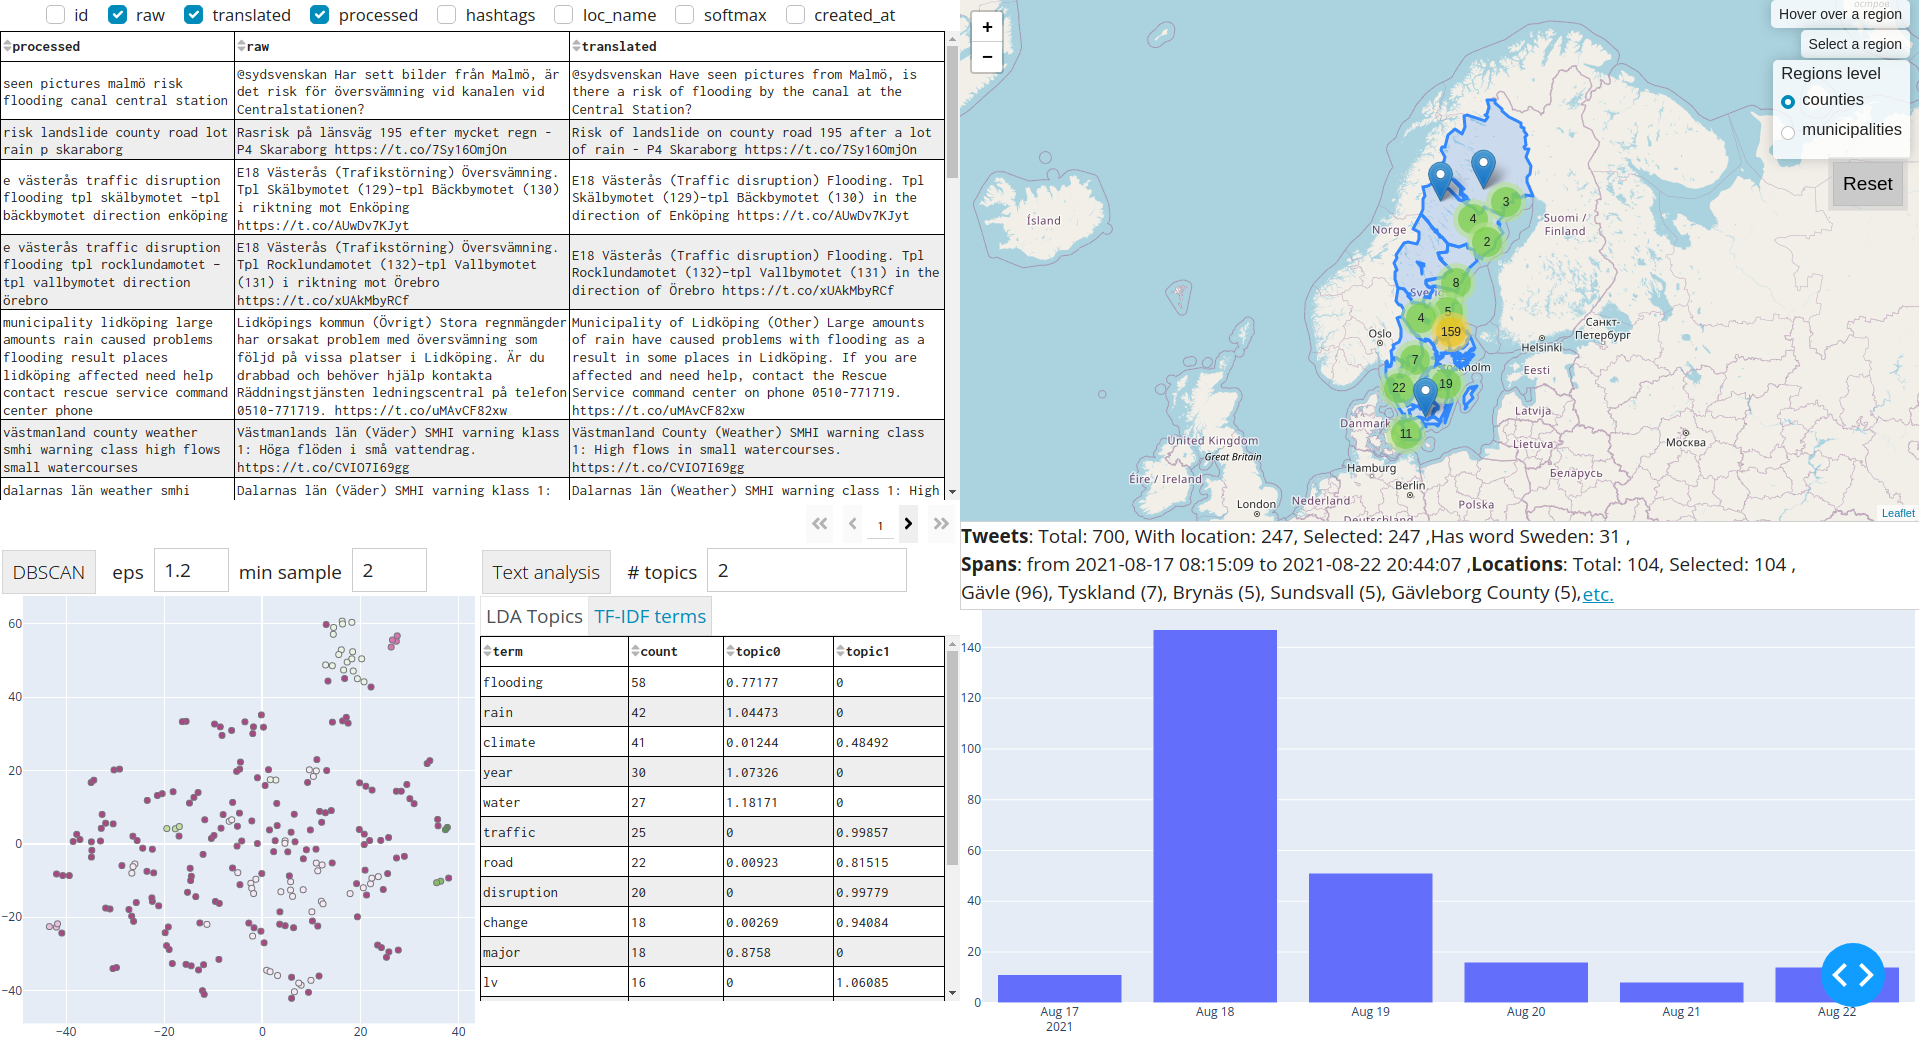 id raw translated processed hashtags loc_name softmax created_at
processed raw translated
seen pictures malmö risk
flooding canal central station
@sydsvenskan Har sett bilder från Malmö, är
det risk för översvämning vid kanalen vid
Centralstationen?
@sydsvenskan Have seen pictures from Malmö, is
there a risk of flooding by the canal at the
Central Station?
risk landslide county road lot
rain p skaraborg
Rasrisk på länsväg 195 efter mycket regn -
P4 Skaraborg https://t.co/7Sy16OmjOn
Risk of landslide on county road 195 after a lot
of rain - P4 Skaraborg https://t.co/7Sy16OmjOn
e västerås traffic disruption
flooding tpl skälbymotet –tpl
bäckbymotet direction enköping
E18 Västerås (Trafikstörning) Översvämning.
Tpl Skälbymotet (129)–tpl Bäckbymotet (130)
i riktning mot Enköping
https://t.co/AUwDv7KJyt
E18 Västerås (Traffic disruption) Flooding. Tpl
Skälbymotet (129)–tpl Bäckbymotet (130) in the
direction of Enköping https://t.co/AUwDv7KJyt
e västerås traffic disruption
flooding tpl rocklundamotet –
tpl vallbymotet direction
örebro
E18 Västerås (Trafikstörning) Översvämning.
Tpl Rocklundamotet (132)–tpl Vallbymotet
(131) i riktning mot Örebro
https://t.co/xUAkMbyRCf
E18 Västerås (Traffic disruption) Flooding. Tpl
Rocklundamotet (132)–tpl Vallbymotet (131) in the
direction of Örebro https://t.co/xUAkMbyRCf
municipality lidköping large
amounts rain caused problems
flooding result places
lidköping affected need help
contact rescue service command
center phone
Lidköpings kommun (Övrigt) Stora regnmängder
har orsakat problem med översvämning som
följd på vissa platser i Lidköping. Är du
drabbad och behöver hjälp kontakta
Räddningstjänsten ledningscentral på telefon
0510-771719. https://t.co/uMAvCF82xw
Municipality of Lidköping (Other) Large amounts
of rain have caused problems with flooding as a
result in some places in Lidköping. If you are
affected and need help, contact the Rescue
Service command center on phone 0510-771719.
https://t.co/uMAvCF82xw
västmanland county weather
smhi warning class high flows
small watercourses
Västmanlands län (Väder) SMHI varning klass
1: Höga flöden i små vattendrag.
https://t.co/CVIO7I69gg
Västmanland County (Weather) SMHI warning class
1: High flows in small watercourses.
https://t.co/CVIO7I69gg
dalarnas län weather smhi
Dalarnas län (Väder) SMHI varning klass 1:
Dalarnas län (Weather) SMHI warning class 1: High
1
+
−
Hover over a region
Select a region
Regions level
counties
municipalities
Reset
Ísland
Norge
Suomi /
Finland
3
4
2
8
5
4
159
7
22
19
11
Oslo
Helsinki
Санкт-
Петербург
Eesti
Latvija
Lietuva
Москва
Беларусь
Danmark
Hamburg
Berlin
Polska
Nederland
Deutschland
United Kingdom
Great Britain
Éire / Ireland
London
Leaflet
Tweets: Total: 700, With location: 247, Selected: 247 ,Has word Sweden: 31 ,
Spans: from 2021-08-17 08:15:09 to 2021-08-22 20:44:07 ,Locations: Total: 104, Selected: 104 ,
Gävle (96), Tyskland (7), Brynäs (5), Sundsvall (5), Gävleborg County (5),etc.
DBSCAN eps 1.2 min sample 2
Text analysis # topics 2
LDA Topics TF-IDF terms
term count topic0 topic1
flooding 58 0.77177 0
rain 42 1.04473 0
climate 41 0.01244 0.48492
year 30 1.07326 0
water 27 1.18171 0
traffic 25 0 0.99857
road 22 0.00923 0.81515
disruption 20 0 0.99779
change 18 0.00269 0.94084
major 18 0.8758 0
lv 16 0 1.06085
60
40
20
0
−20
−40
−40 −20 0 20 40
140
120
100
80
60
40
20
0
Aug 17 Aug 18 Aug 19 Aug 20 Aug 21 Aug 22
2021